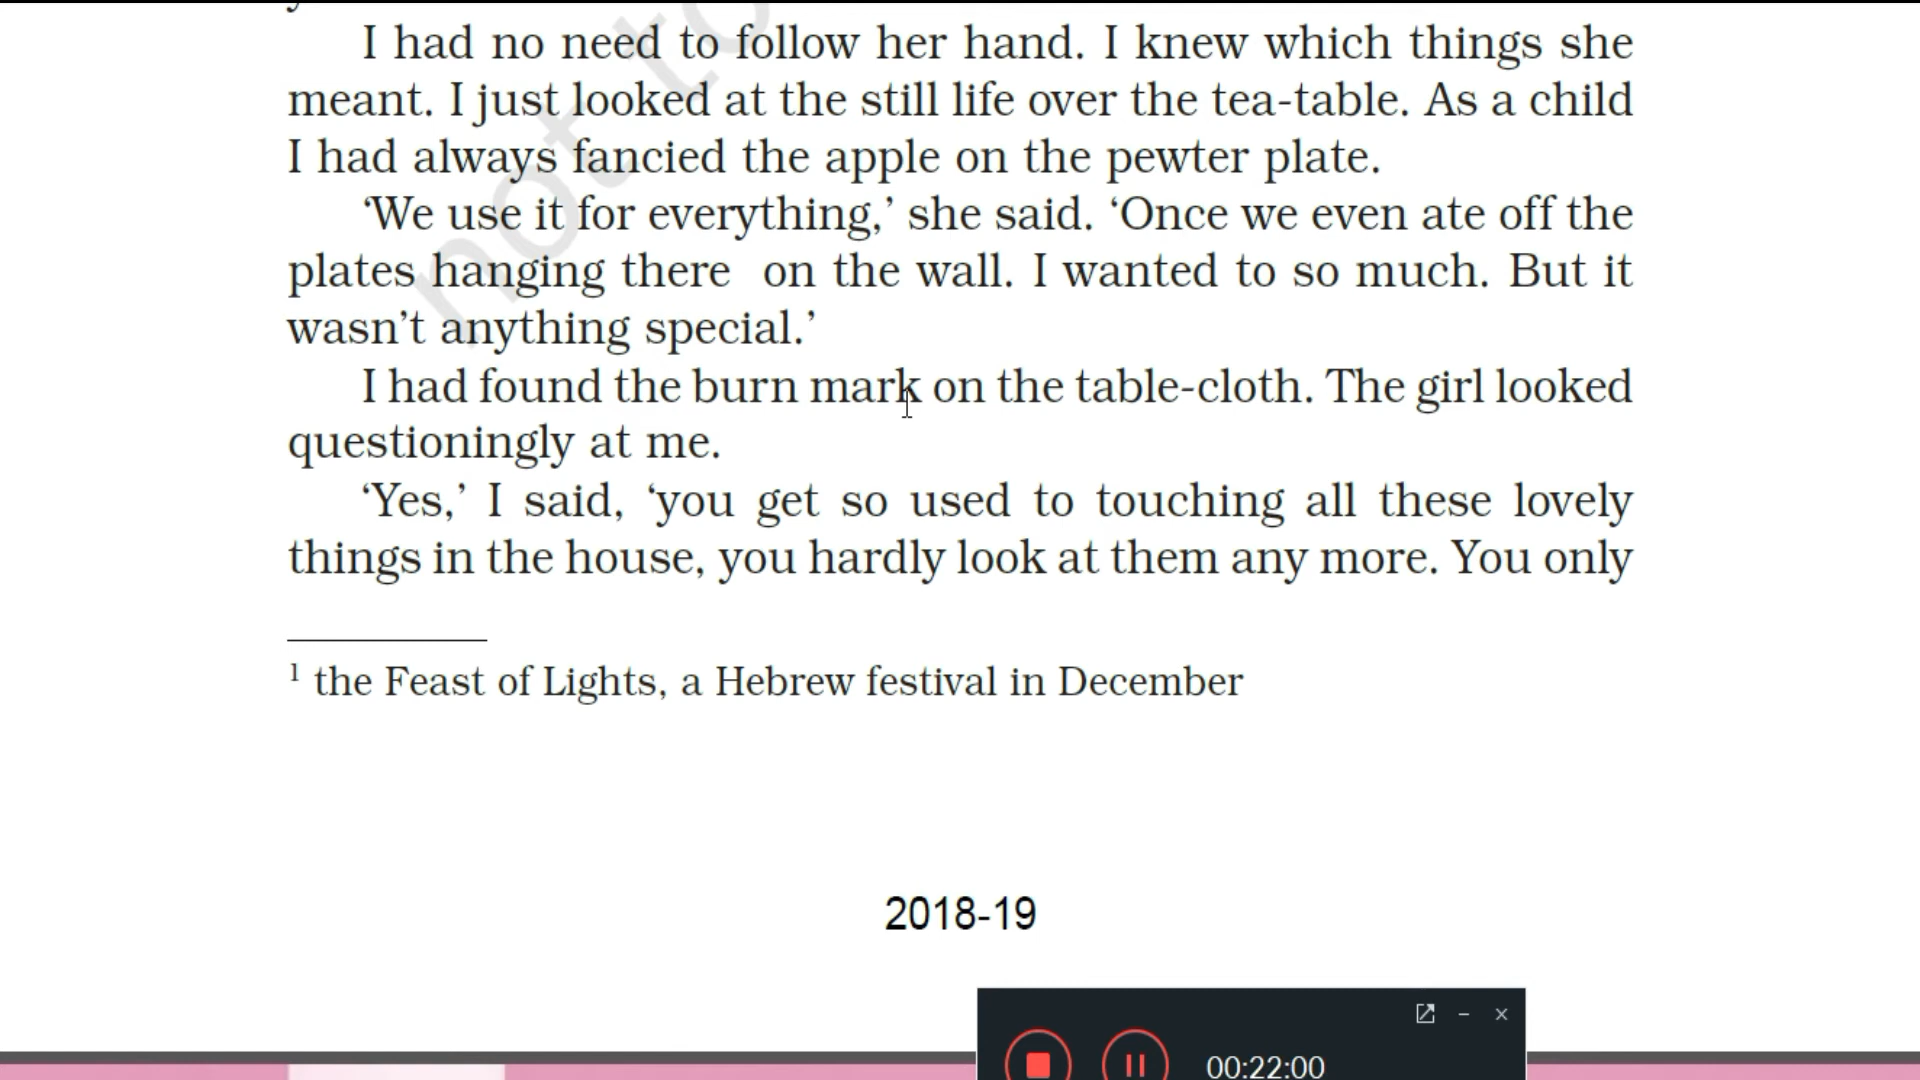 I had no need to follow her hand. I knew which things she
meant. I just looked at the still life over the tea-table. As a child
I had always fancied the apple on the pewter plate.
‘We use it for everything,’ she said. ‘Once we even ate off the
plates hanging there on the wall. I wanted to so much. But it
wasn’t anything special.’
I had found the burn mark on the table-cloth. The girl looked
questioningly at me.
‘Yes,’ I said, ‘you get so used to touching all these lovely
things in the house, you hardly look at them any more. You only
1 the Feast of Lights, a Hebrew festival in December
2018-19
00:22:00
not to